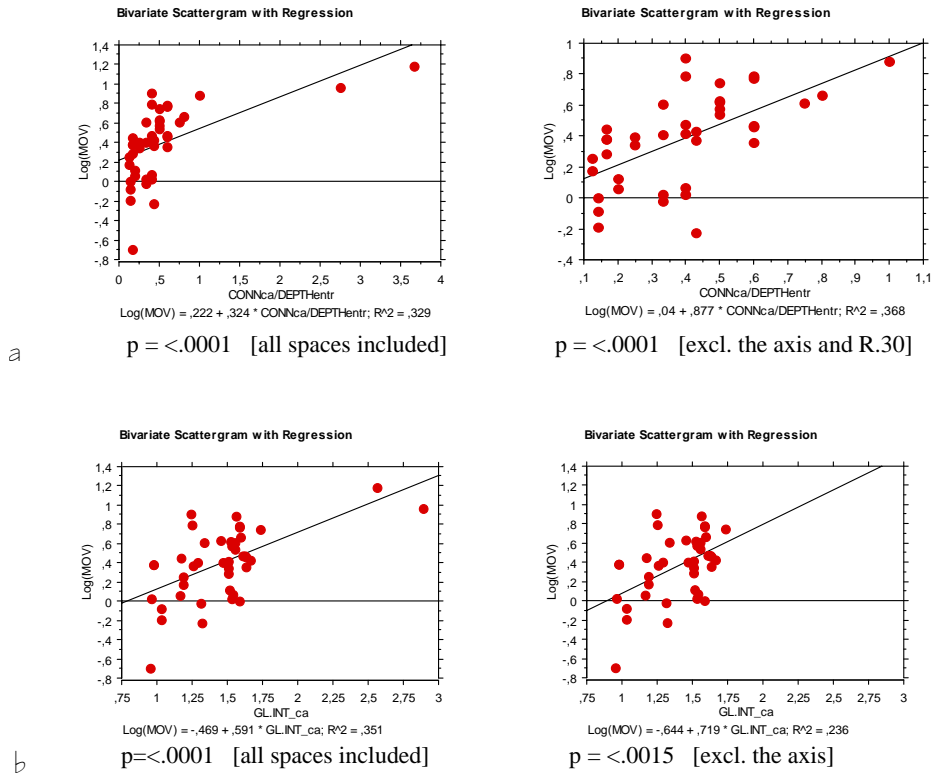 Bivariate Scattergram with Regression
1,4
1,2
1
,8
,6
,4
,2
0
-,2
-,4
-,6
-,8
Log(MOV)
0 ,5 1 1,5 2 2,5 3 3,5 4
CONNca/DEPTHentr
Log(MOV) = ,222 + ,324 * CONNca/DEPTHentr; R^2 = ,329
p = <.0001 [all spaces included]
Bivariate Scattergram with Regression
1
,8
,6
,4
,2
0
-,2
-,4
Log(MOV)
,1 ,2 ,3 ,4 ,5 ,6 ,7 ,8 ,9 1 1,1
CONNca/DEPTHentr
Log(MOV) = ,04 + ,877 * CONNca/DEPTHentr; R^2 = ,368
p = <.0001 [excl. the axis and R.30]
a
Bivariate Scattergram with Regression
1,4
1,2
1
,8
,6
,4
,2
0
-,2
-,4
-,6
-,8
Log(MOV)
,75 1 1,25 1,5 1,75 2 2,25 2,5 2,75 3
GL.INT_ca
Log(MOV) = -,469 + ,591 * GL.INT_ca; R^2 = ,351
p=<.0001 [all spaces included]
Bivariate Scattergram with Regression
1,4
1,2
1
,8
,6
,4
,2
0
-,2
-,4
-,6
-,8
Log(MOV)
,75 1 1,25 1,5 1,75 2 2,25 2,5 2,75 3
GL.INT_ca
Log(MOV) = -,644 + ,719 * GL.INT_ca; R^2 = ,236
p = <.0015 [excl. the axis]
b